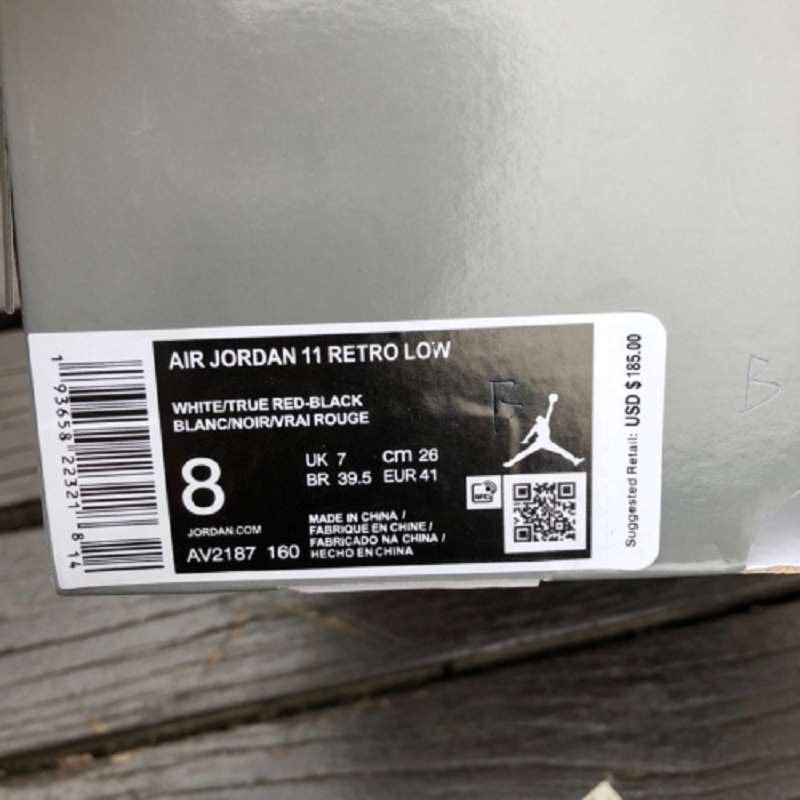 AIR JORDAN 11 RETRO LOW
WHITE/TRUE RED-BLACK
BLANC/NOIR/VRAI ROUGE
8
UK 7 cm 26
BR 39.5 EUR 41
JORDAN.COM
AV2187 160
MADE IN CHINA /
FABRIQUE EN CHINE /
FABRICADO NA CHINA /
HECHO EN CHINA
Suggested Retail: USD $185.00
1 93658 22321 8 14
F
B